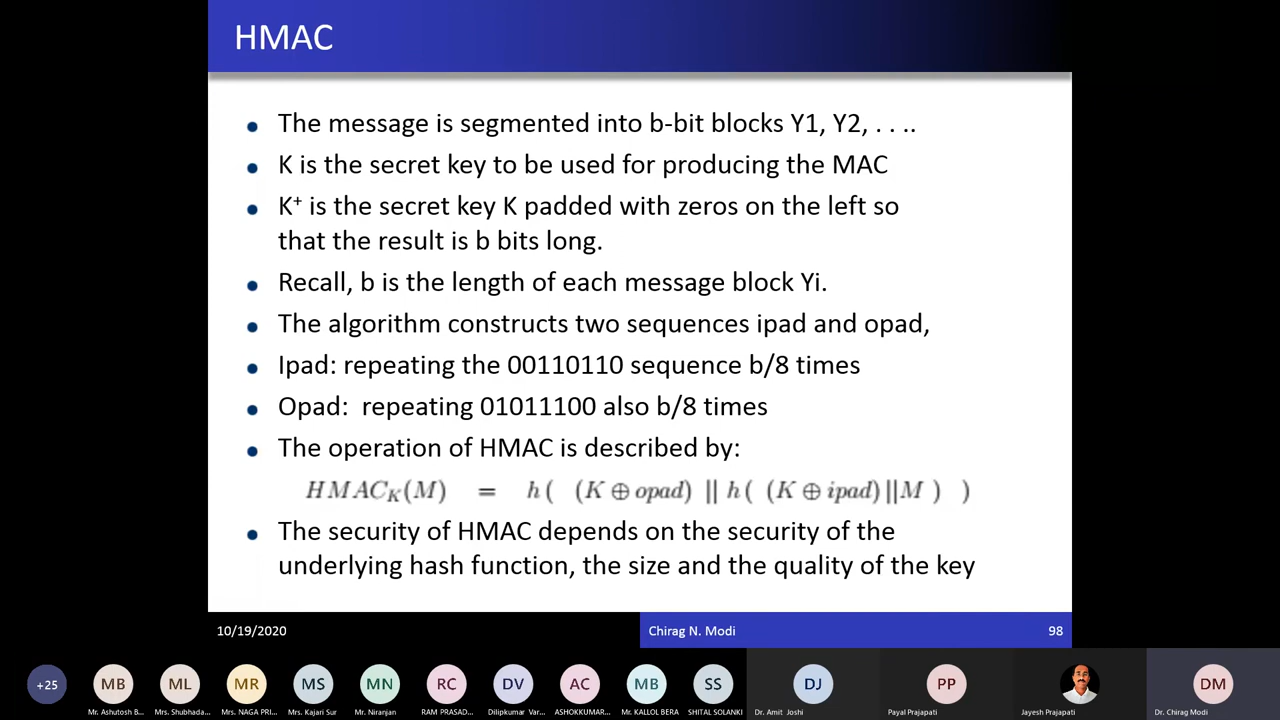 HMAC
The message is segmented into b-bit blocks Y1, Y2, . . ..
K is the secret key to be used for producing the MAC
K⁺ is the secret key K padded with zeros on the left so
that the result is b bits long.
Recall, b is the length of each message block Yi.
The algorithm constructs two sequences ipad and opad,
Ipad: repeating the 00110110 sequence b/8 times
Opad: repeating 01011100 also b/8 times
The operation of HMAC is described by:
HMAC_K(M) = h( (K ⊕ opad) || h( (K ⊕ ipad)||M ) )
The security of HMAC depends on the security of the
underlying hash function, the size and the quality of the key
10/19/2020 Chirag N. Modi 98
+25 MB ML MR MS MN RC DV AC MB SS DJ PP DM
Mr. Ashutosh B... Mrs. Shubhada... Mrs. NAGA PRI... Mrs. Kajari Sur Mr. Niranjan RAM PRASAD... Dilipkumar Var... ASHOKKUMAR... Mr. KALLOL BERA SHITAL SOLANKI Dr. Amit Joshi Payal Prajapati Jayesh Prajapati Dr. Chirag Modi